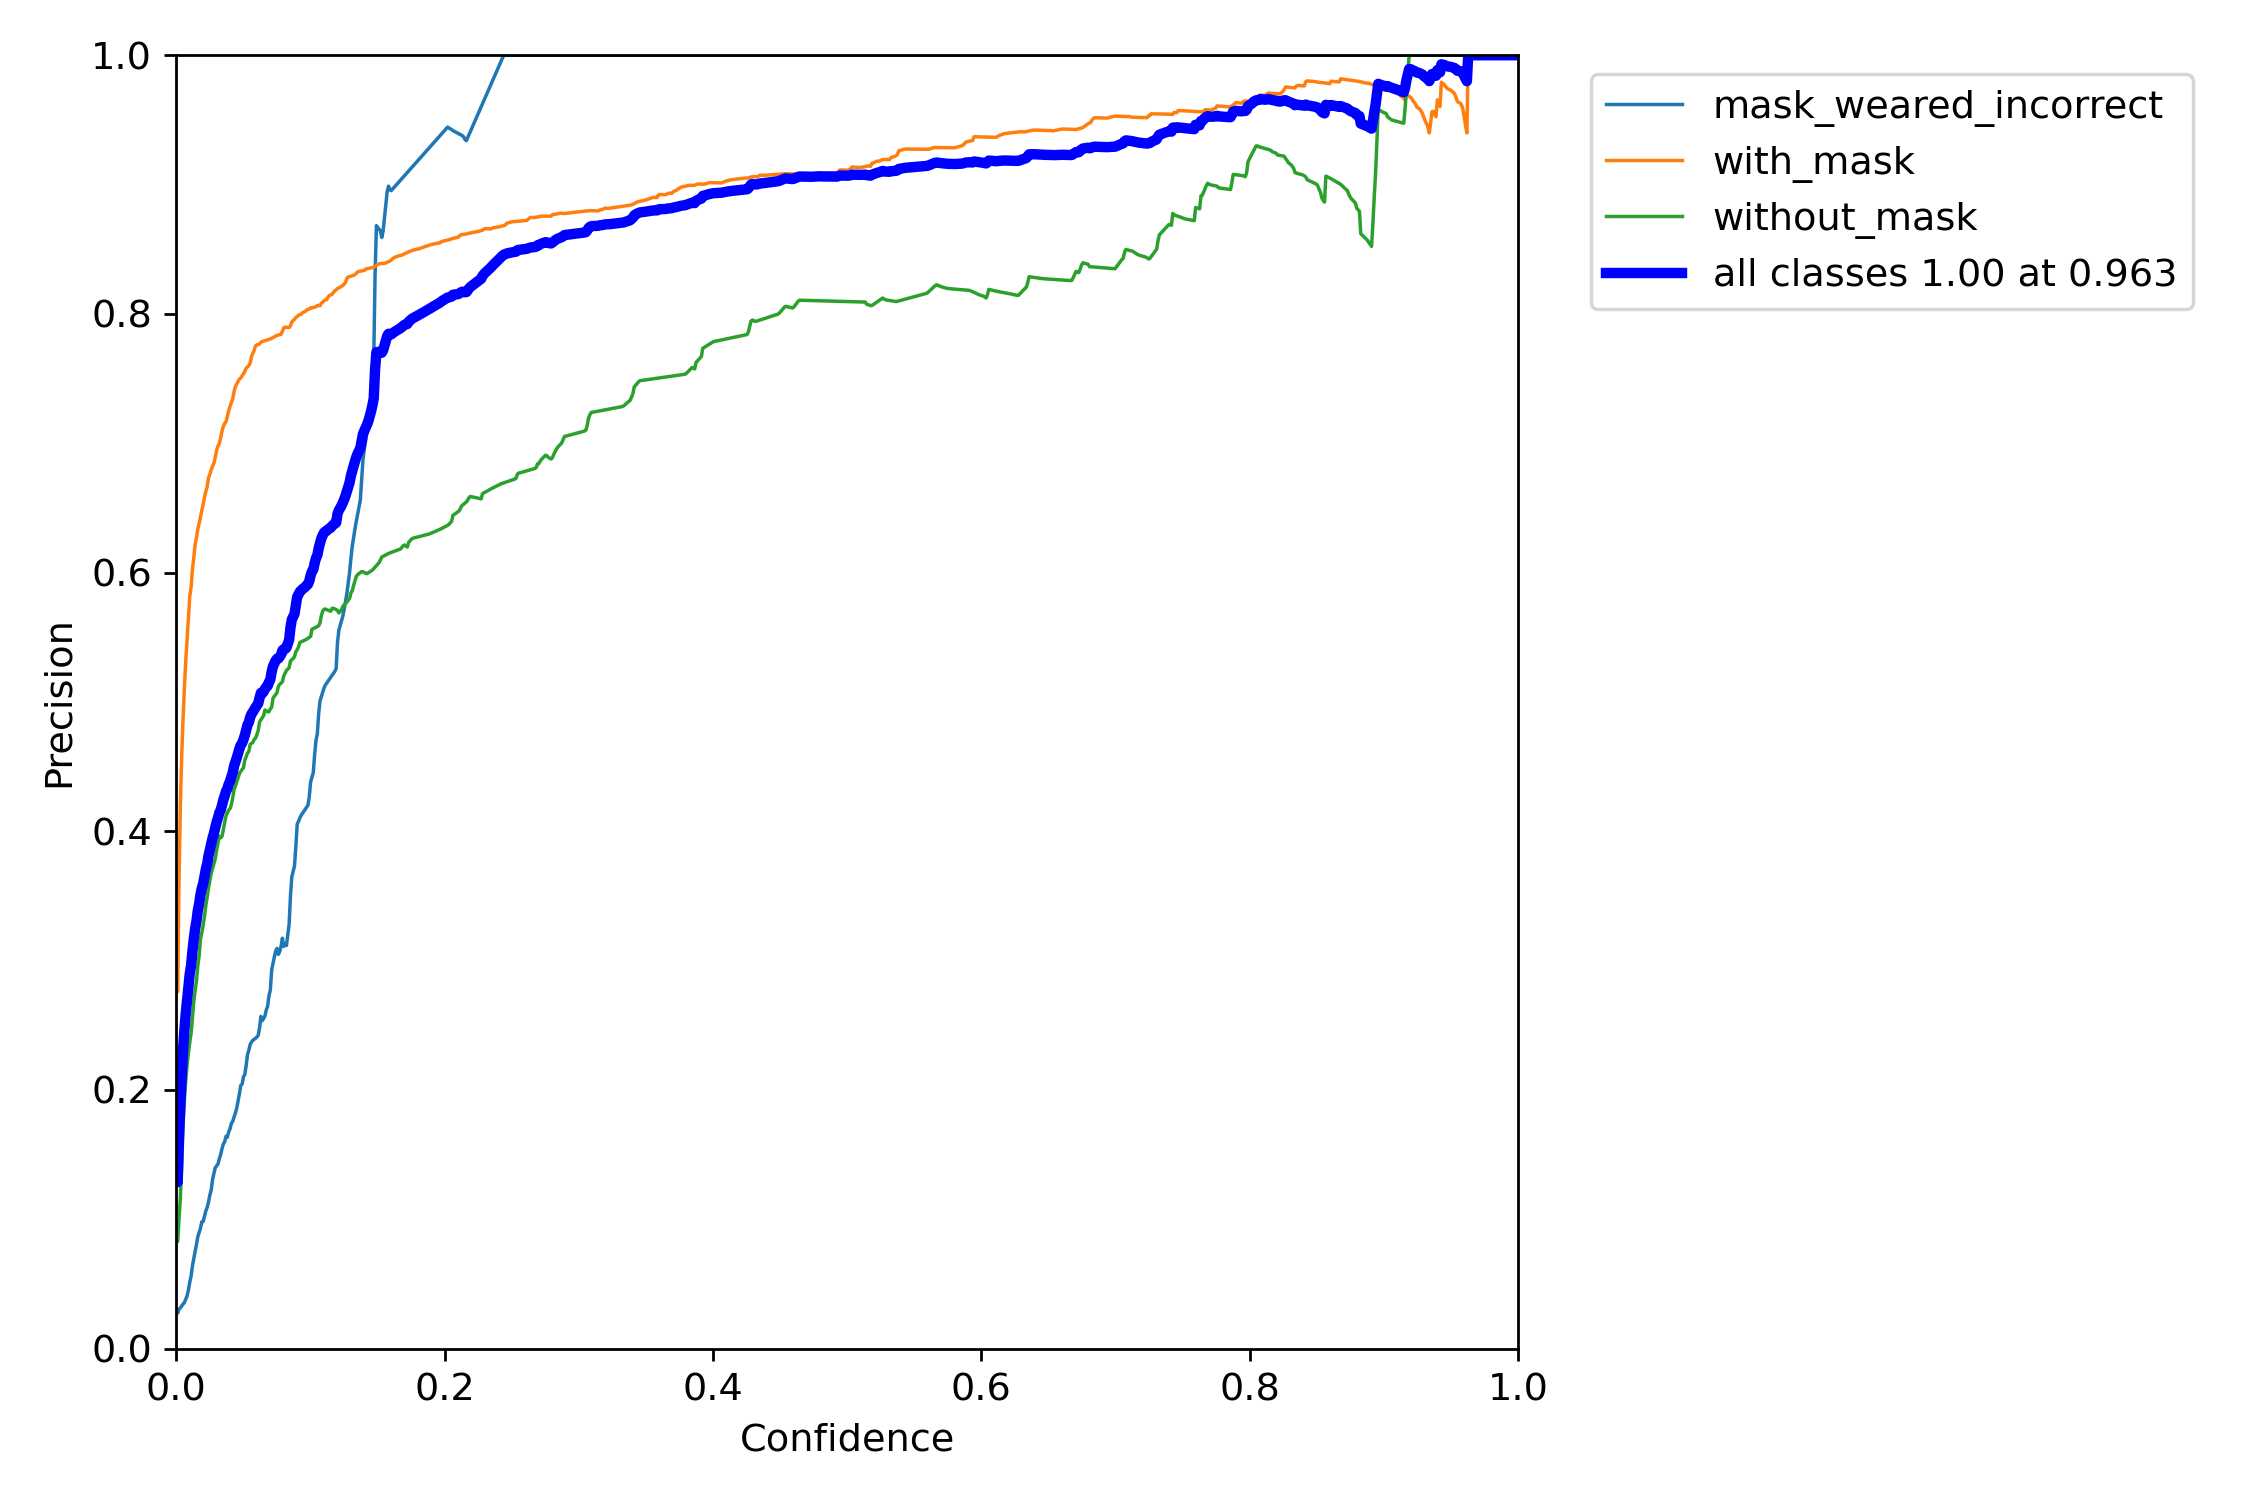 1.0
0.8
0.6
0.4
0.2
0.0
Precision
0.0 0.2 0.4 0.6 0.8 1.0
Confidence
mask_weared_incorrect
with_mask
without_mask
all classes 1.00 at 0.963